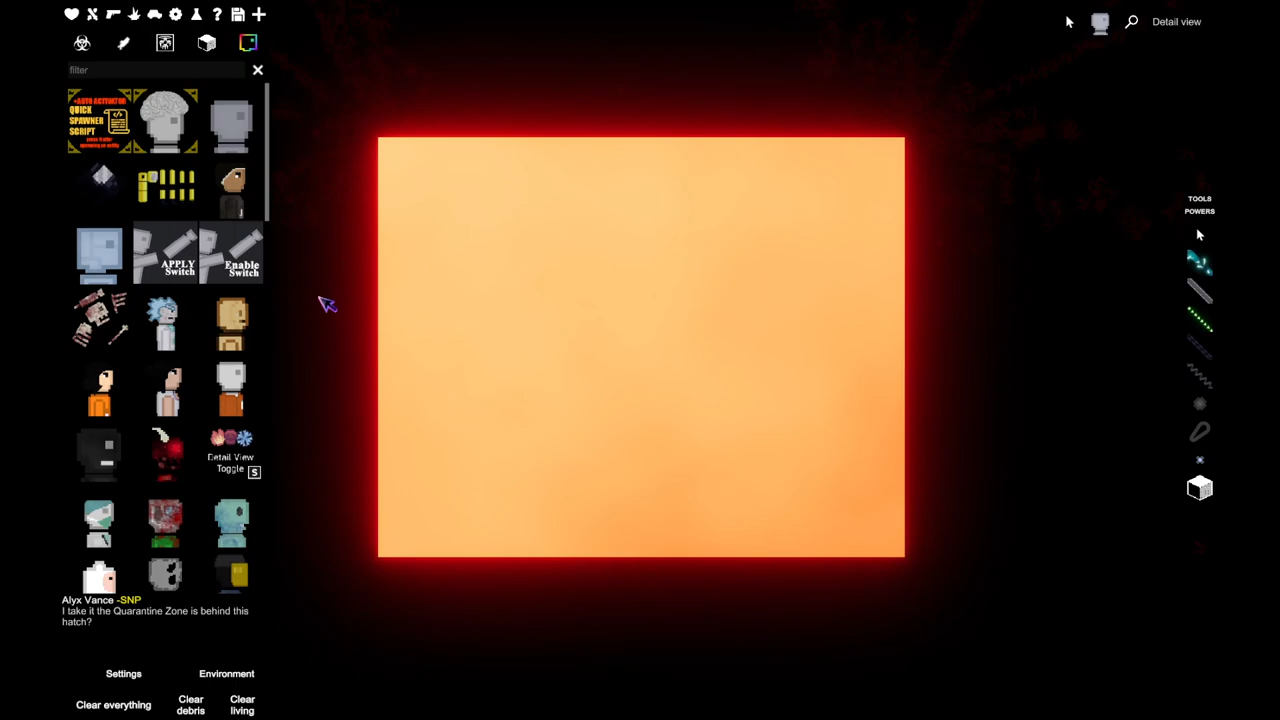 Detail view
filter
+AUTO ACTIVATOR
QUICK
SPAWNER
SCRIPT
APPLY
Switch
Enable
Switch
Detail View
Toggle
S
Alyx Vance -SNP
I take it the Quarantine Zone is behind this
hatch?
Settings
Environment
Clear everything
Clear
debris
Clear
living
TOOLS
POWERS